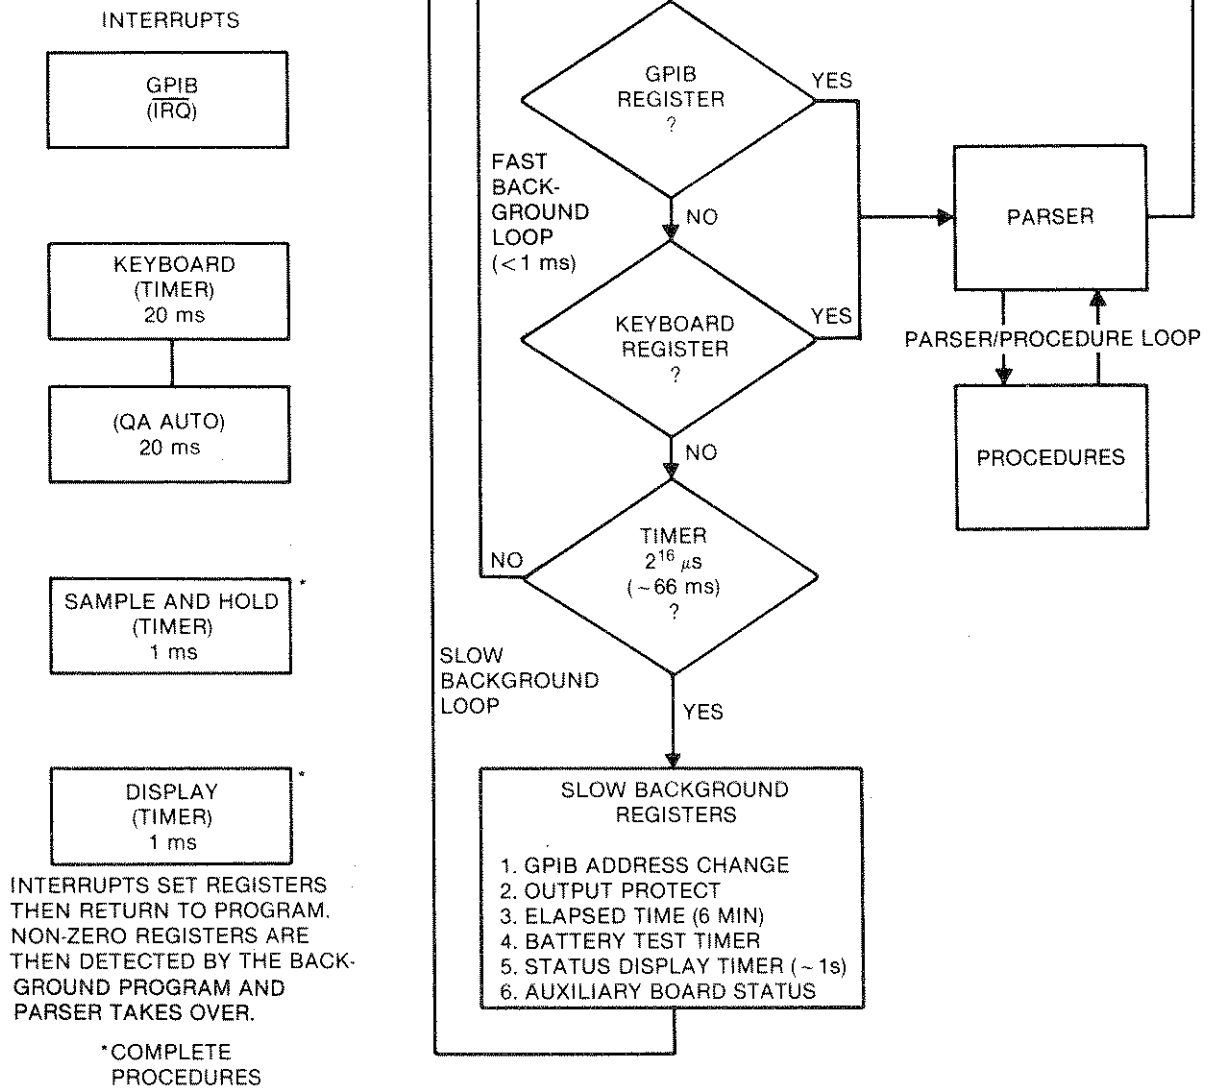 INTERRUPTS
GPIB
(IRQ)
KEYBOARD
(TIMER)
20 ms
(QA AUTO)
20 ms
SAMPLE AND HOLD
(TIMER)
1 ms
*
DISPLAY
(TIMER)
1 ms
*
INTERRUPTS SET REGISTERS
THEN RETURN TO PROGRAM.
NON-ZERO REGISTERS ARE
THEN DETECTED BY THE BACK-
GROUND PROGRAM AND
PARSER TAKES OVER.
*COMPLETE
PROCEDURES
GPIB
REGISTER
?
YES
FAST
BACK-
GROUND
LOOP
(<1 ms)
NO
KEYBOARD
REGISTER
?
YES
NO
TIMER
2¹⁶ μs
(~66 ms)
?
NO
SLOW
BACKGROUND
LOOP
YES
SLOW BACKGROUND
REGISTERS
1. GPIB ADDRESS CHANGE
2. OUTPUT PROTECT
3. ELAPSED TIME (6 MIN)
4. BATTERY TEST TIMER
5. STATUS DISPLAY TIMER (~1s)
6. AUXILIARY BOARD STATUS
PARSER
PARSER/PROCEDURE LOOP
PROCEDURES